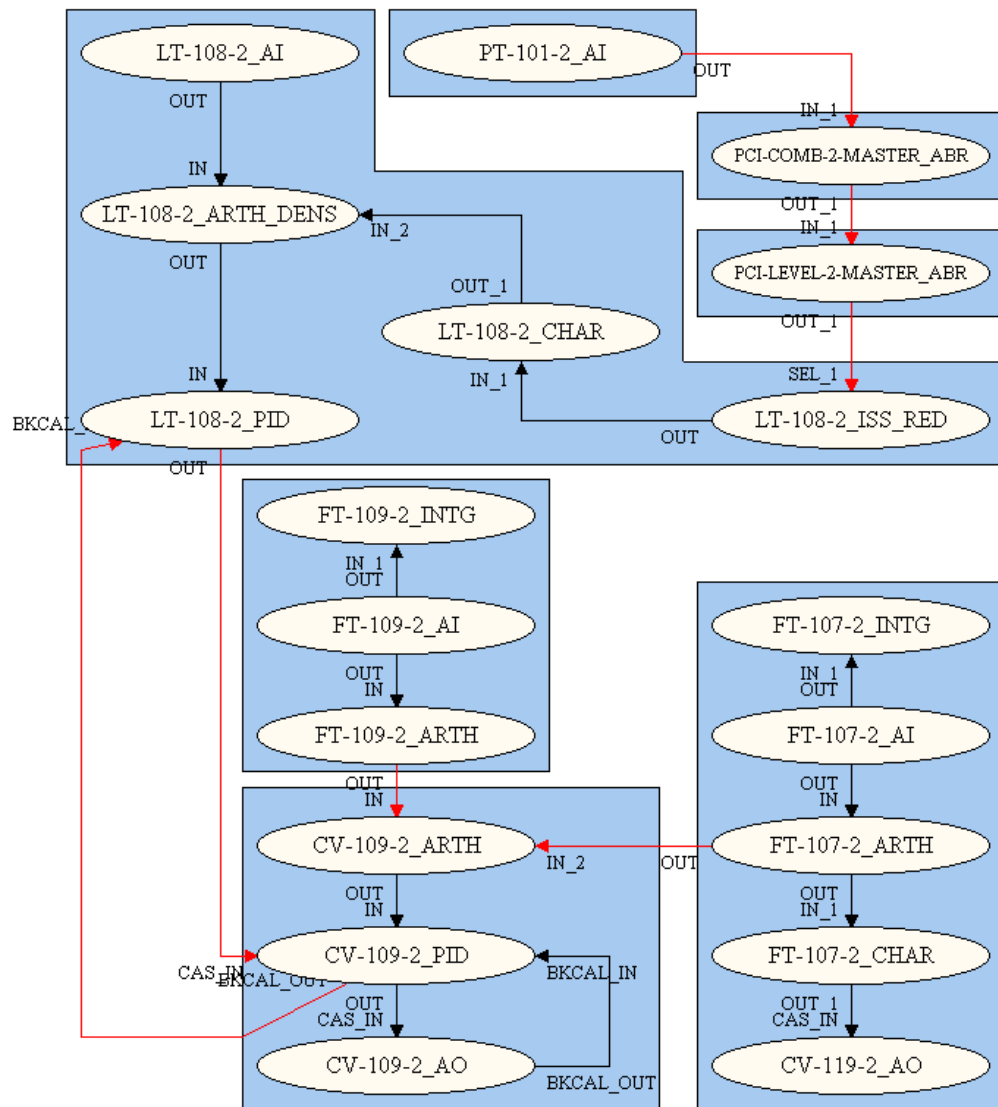 LT-108-2_AI
OUT
PT-101-2_AI
OUT
IN_1
PCI-COMB-2-MASTER_ABR
OUT_1
IN_1
PCI-LEVEL-2-MASTER_ABR
OUT_1
IN
LT-108-2_ARTH_DENS
IN_2
OUT
OUT_1
LT-108-2_CHAR
IN_1
SEL_1
LT-108-2_ISS_RED
OUT
IN
BKCAL_
LT-108-2_PID
OUT
FT-109-2_INTG
IN_1
OUT
FT-109-2_AI
OUT
IN
FT-109-2_ARTH
OUT
IN
FT-107-2_INTG
IN_1
OUT
FT-107-2_AI
OUT
IN
CV-109-2_ARTH
IN_2
OUT
FT-107-2_ARTH
OUT
IN
OUT
IN_1
CAS_IN
CV-109-2_PID
BKCAL_IN
BKCAL_OUT
FT-107-2_CHAR
OUT
CAS_IN
OUT_1
CAS_IN
CV-109-2_AO
BKCAL_OUT
CV-119-2_AO